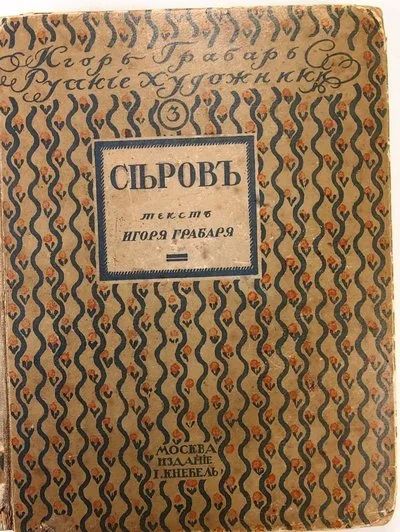 Игорь Грабарь
Русскіе художники
3
СѢРОВЪ
текстъ
ИГОРЯ ГРАБАРЯ
МОСКВА
ИЗДАНІЕ
І. КНЕБЕЛЬ